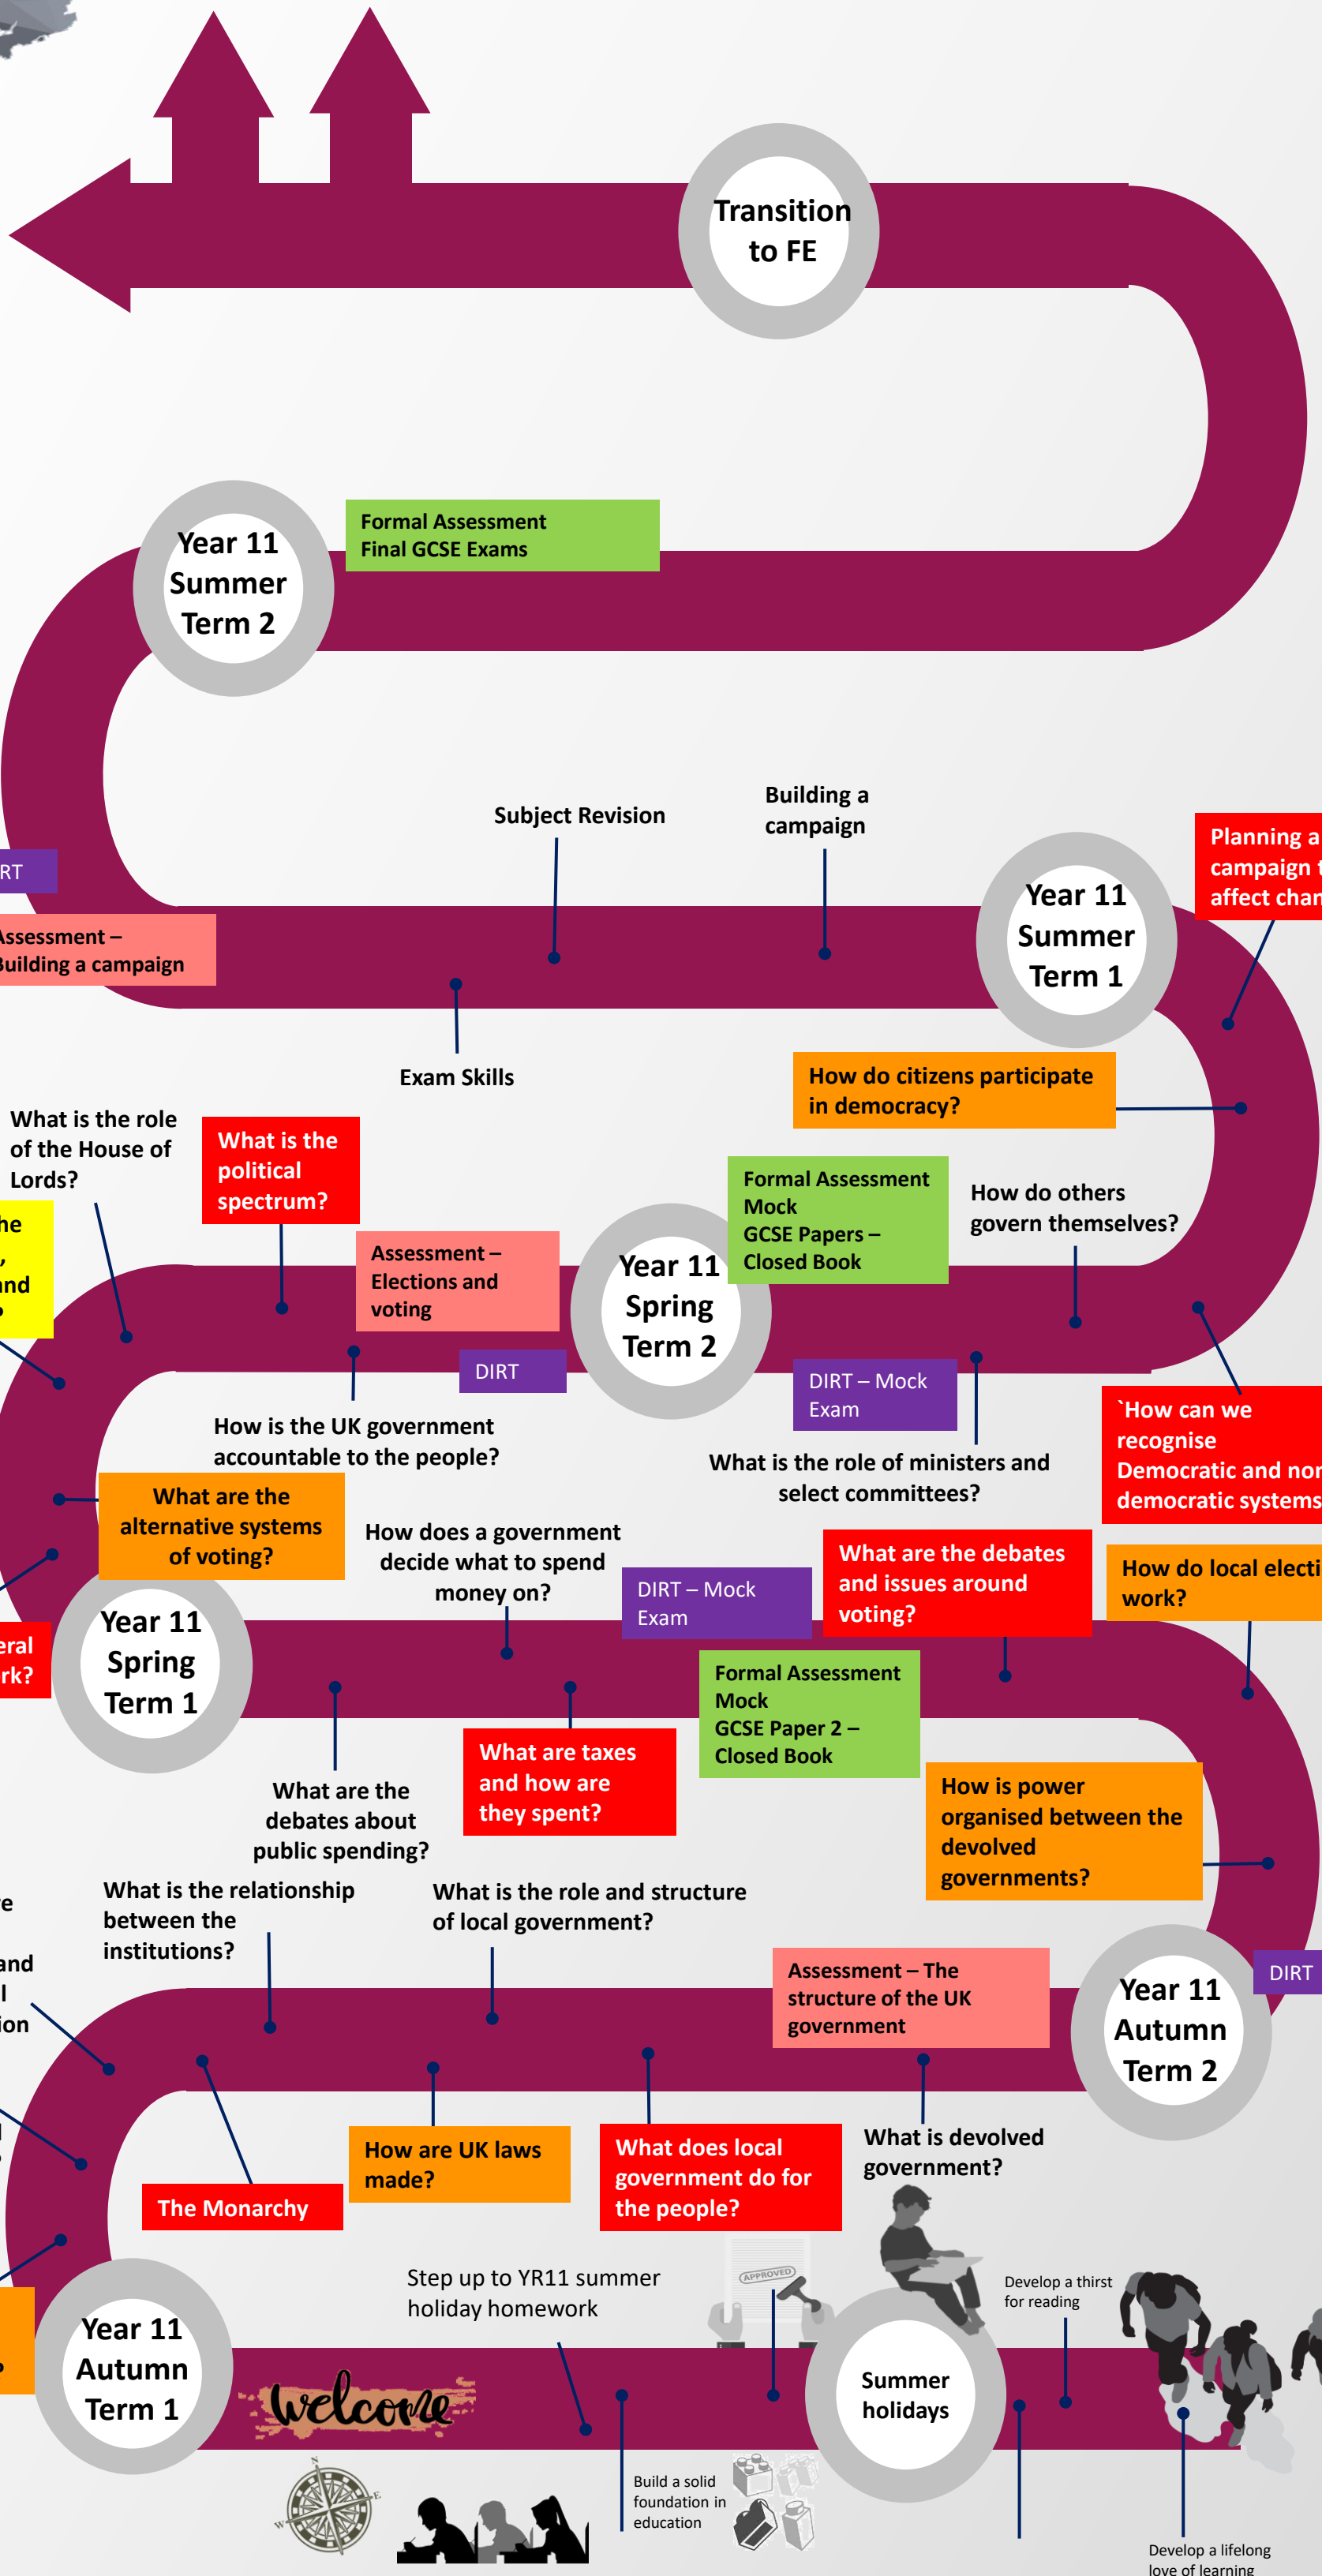 Transition
to FE
Formal Assessment
Final GCSE Exams
Year 11
Summer
Term 2
Building a
campaign
Subject Revision
Planning a
campaign
affect
Year 11
Summer
Term 1
Assessment –
Building a campaign
Exam Skills
How do citizens participate
in democracy?
What is the role
of the House of
Lords?
What is the
political
spectrum?
Formal Assessment
Mock
GCSE Papers –
Closed Book
How do others
govern themselves?
and
Assessment –
Elections and
voting
Year 11
Spring
Term 2
DIRT
DIRT – Mock
Exam
`How can we
recognise
Democratic and
democratic systems
How is the UK government
accountable to the people?
What is the role of ministers and
select committees?
What are the
alternative systems
of voting?
How does a government
decide what to spend
money on?
What are the debates
and issues around
voting?
How do local
work?
DIRT – Mock
Exam
Year 11
Spring
Term 1
Formal Assessment
Mock
GCSE Paper 2 –
Closed Book
What are taxes
and how are
they spent?
What are the
debates about
public spending?
How is power
organised between the
devolved
governments?
What is the relationship
between the
institutions?
What is the role and structure
of local government?
and
Assessment – The
structure of the UK
government
DIRT
Year 11
Autumn
Term 2
How are UK laws
made?
What does local
government do for
the people?
What is devolved
government?
The Monarchy
APPROVED
Step up to YR11 summer
holiday homework
Develop a thirst
for reading
Year 11
Autumn
Term 1
welcome
Summer
holidays
N
E
W
Build a solid
foundation in
education
Develop a lifelong
love of learning